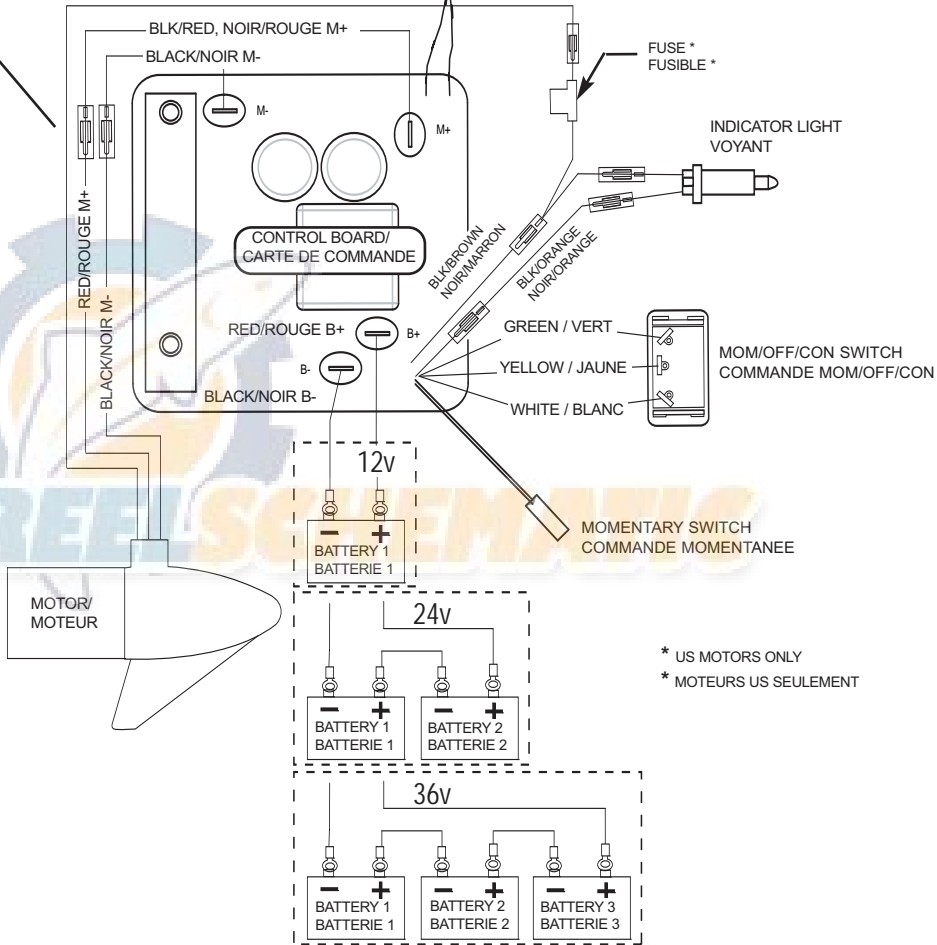 BLK/RED, NOIR/ROUGE M+
BLACK/NOIR M-
FUSE *
FUSIBLE *
M-
M+
INDICATOR LIGHT
VOYANT
RED/ROUGE M+
BLACK/NOIR M-
CONTROL BOARD/
CARTE DE COMMANDE
BLK/BROWN
NOIR/MARRON
BLK/ORANGE
NOIR/ORANGE
RED/ROUGE B+
B+
B-
BLACK/NOIR B-
GREEN / VERT
YELLOW / JAUNE
WHITE / BLANC
MOM/OFF/CON SWITCH
COMMANDE MOM/OFF/CON
12v
- +
BATTERY 1
BATTERIE 1
MOMENTARY SWITCH
COMMANDE MOMENTANEE
REELSCHEMATIC
MOTOR/
MOTEUR
24v
- + - +
BATTERY 1 BATTERY 2
BATTERIE 1 BATTERIE 2
* US MOTORS ONLY
* MOTEURS US SEULEMENT
36v
- + - + - +
BATTERY 1 BATTERY 2 BATTERY 3
BATTERIE 1 BATTERIE 2 BATTERIE 3